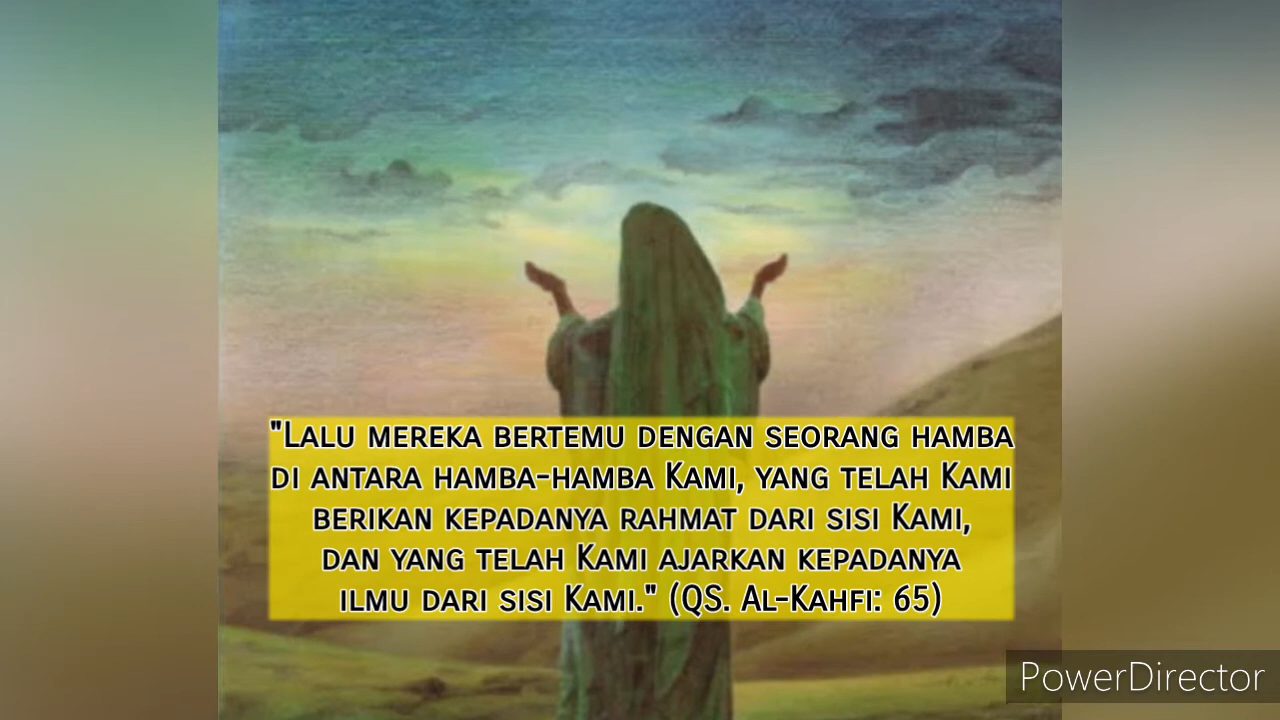 "Lalu mereka bertemu dengan seorang hamba
di antara hamba-hamba Kami, yang telah Kami
berikan kepadanya rahmat dari sisi Kami,
dan yang telah Kami ajarkan kepadanya
ilmu dari sisi Kami." (QS. Al-Kahfi: 65)
PowerDirector